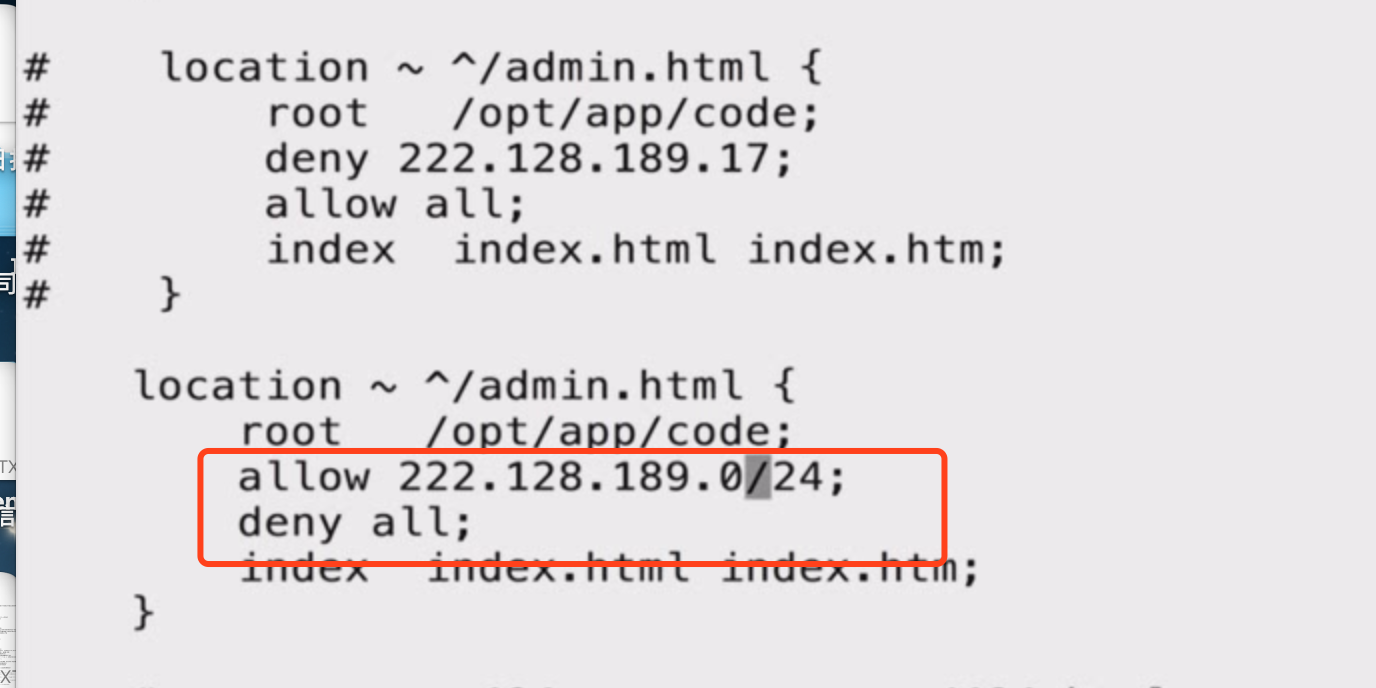 #    location ~ ^/admin.html {
#        root   /opt/app/code;
#        deny 222.128.189.17;
#        allow all;
#        index  index.html index.htm;
#    }
    location ~ ^/admin.html {
        root   /opt/app/code;
        allow 222.128.189.0/24;
        deny all;
        index  index.html index.htm;
    }